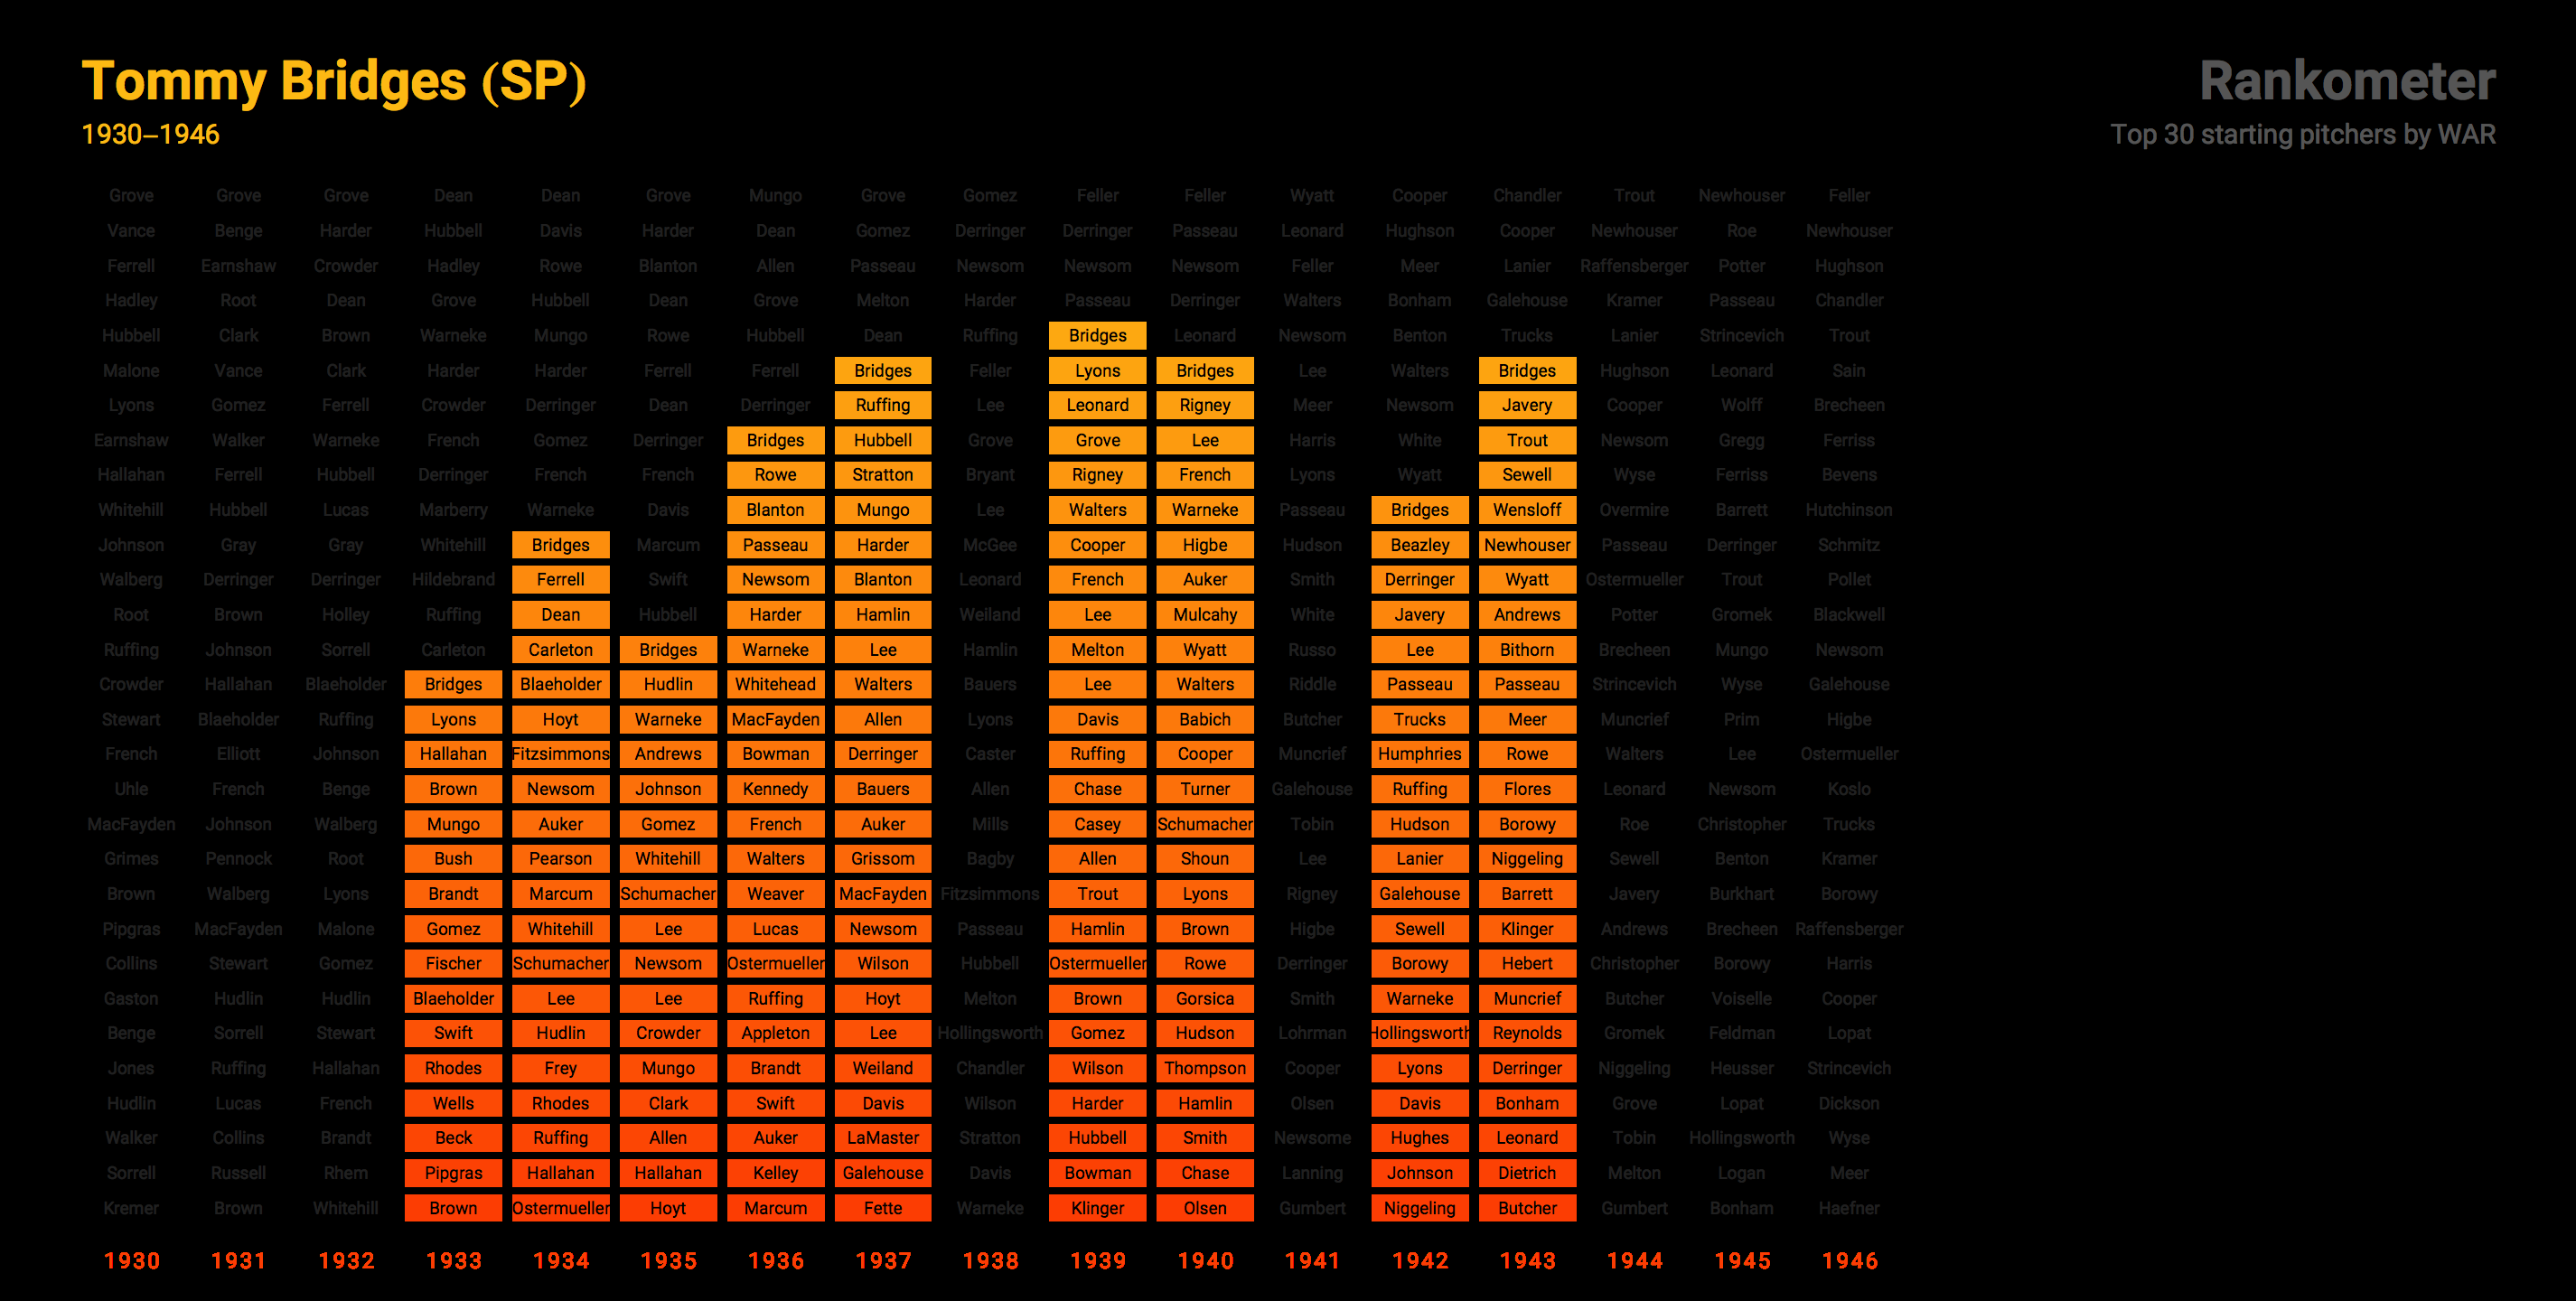 Tommy Bridges (SP)
1930–1946
Rankometer
Top 30 starting pitchers by WAR
Grove Grove Grove Dean Dean Grove Mungo Grove Gomez Feller Feller Wyatt Cooper Chandler Trout Newhouser Feller
Vance Benge Harder Hubbell Davis Harder Dean Gomez Derringer Derringer Passeau Leonard Hughson Cooper Newhouser Roe Newhouser
Ferrell Earnshaw Crowder Hadley Rowe Blanton Allen Passeau Newsom Newsom Newsom Feller Meer Lanier Raffensberger Potter Hughson
Hadley Root Dean Grove Hubbell Dean Grove Melton Harder Passeau Derringer Walters Bonham Galehouse Kramer Passeau Chandler
Hubbell Clark Brown Warneke Mungo Rowe Hubbell Dean Ruffing Bridges Leonard Newsom Benton Trucks Lanier Strincevich Trout
Malone Vance Clark Harder Harder Ferrell Ferrell Bridges Feller Lyons Bridges Lee Walters Bridges Hughson Leonard Sain
Lyons Gomez Ferrell Crowder Derringer Dean Derringer Ruffing Lee Leonard Rigney Meer Newsom Javery Cooper Wolff Brecheen
Earnshaw Walker Warneke French Gomez Derringer Bridges Hubbell Grove Grove Lee Harris White Trout Newsom Gregg Ferriss
Hallahan Ferrell Hubbell Derringer French French Rowe Stratton Bryant Rigney French Lyons Wyatt Sewell Wyse Ferriss Bevens
Whitehill Hubbell Lucas Marberry Warneke Davis Blanton Mungo Lee Walters Warneke Passeau Bridges Wensloff Overmire Barrett Hutchinson
Johnson Gray Gray Whitehill Bridges Marcum Passeau Harder McGee Cooper Higbe Hudson Beazley Newhouser Passeau Derringer Schmitz
Walberg Derringer Derringer Hildebrand Ferrell Swift Newsom Blanton Leonard French Auker Smith Derringer Wyatt Ostermueller Trout Pollet
Root Brown Holley Ruffing Dean Hubbell Harder Hamlin Weiland Lee Mulcahy White Javery Andrews Potter Gromek Blackwell
Ruffing Johnson Sorrell Carleton Carleton Bridges Warneke Lee Hamlin Melton Wyatt Russo Lee Bithorn Brecheen Mungo Newsom
Crowder Hallahan Blaeholder Bridges Blaeholder Hudlin Whitehead Walters Bauers Lee Walters Riddle Passeau Passeau Strincevich Wyse Galehouse
Stewart Blaeholder Ruffing Lyons Hoyt Warneke MacFayden Allen Lyons Davis Babich Butcher Trucks Meer Muncrief Prim Higbe
French Elliott Johnson Hallahan Fitzsimmons Andrews Bowman Derringer Caster Ruffing Cooper Muncrief Humphries Rowe Walters Lee Ostermueller
Uhle French Benge Brown Newsom Johnson Kennedy Bauers Allen Chase Turner Galehouse Ruffing Flores Leonard Newsom Koslo
MacFayden Johnson Walberg Mungo Auker Gomez French Auker Mills Casey Schumacher Tobin Hudson Borowy Roe Christopher Trucks
Grimes Pennock Root Bush Pearson Whitehill Walters Grissom Bagby Allen Shoun Lee Lanier Niggeling Sewell Benton Kramer
Brown Walberg Lyons Brandt Marcum Schumacher Weaver MacFayden Fitzsimmons Trout Lyons Rigney Galehouse Barrett Javery Burkhart Borowy
Pipgras MacFayden Malone Gomez Whitehill Lee Lucas Newsom Passeau Hamlin Brown Higbe Sewell Klinger Andrews Brecheen Raffensberger
Collins Stewart Gomez Fischer Schumacher Newsom Ostermueller Wilson Hubbell Ostermueller Rowe Derringer Borowy Hebert Christopher Borowy Harris
Gaston Hudlin Hudlin Blaeholder Lee Lee Ruffing Hoyt Melton Brown Gorsica Smith Warneke Muncrief Butcher Voiselle Cooper
Benge Sorrell Stewart Swift Hudlin Crowder Appleton Lee Hollingsworth Gomez Hudson Lohrman Hollingsworth Reynolds Gromek Feldman Lopat
Jones Ruffing Hallahan Rhodes Frey Mungo Brandt Weiland Chandler Wilson Thompson Cooper Lyons Derringer Niggeling Heusser Strincevich
Hudlin Lucas French Wells Rhodes Clark Swift Davis Wilson Harder Hamlin Olsen Davis Bonham Grove Lopat Dickson
Walker Collins Brandt Beck Ruffing Allen Auker LaMaster Stratton Hubbell Smith Newsome Hughes Leonard Tobin Hollingsworth Wyse
Sorrell Russell Rhem Pipgras Hallahan Hallahan Kelley Galehouse Davis Bowman Chase Lanning Johnson Dietrich Melton Logan Meer
Kremer Brown Whitehill Brown Ostermueller Hoyt Marcum Fette Warneke Klinger Olsen Gumbert Niggeling Butcher Gumbert Bonham Haefner
1930 1931 1932 1933 1934 1935 1936 1937 1938 1939 1940 1941 1942 1943 1944 1945 1946